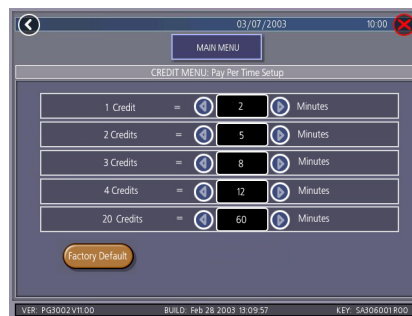 03/07/2003 10:00
MAIN MENU
CREDIT MENU: Pay Per Time Setup
1 Credit = 2 Minutes
2 Credits = 5 Minutes
3 Credits = 8 Minutes
4 Credits = 12 Minutes
20 Credits = 60 Minutes
Factory Default
VER: PG3002 V11.00 BUILD: Feb 28 2003 13:09:57 KEY: SA306001 R00